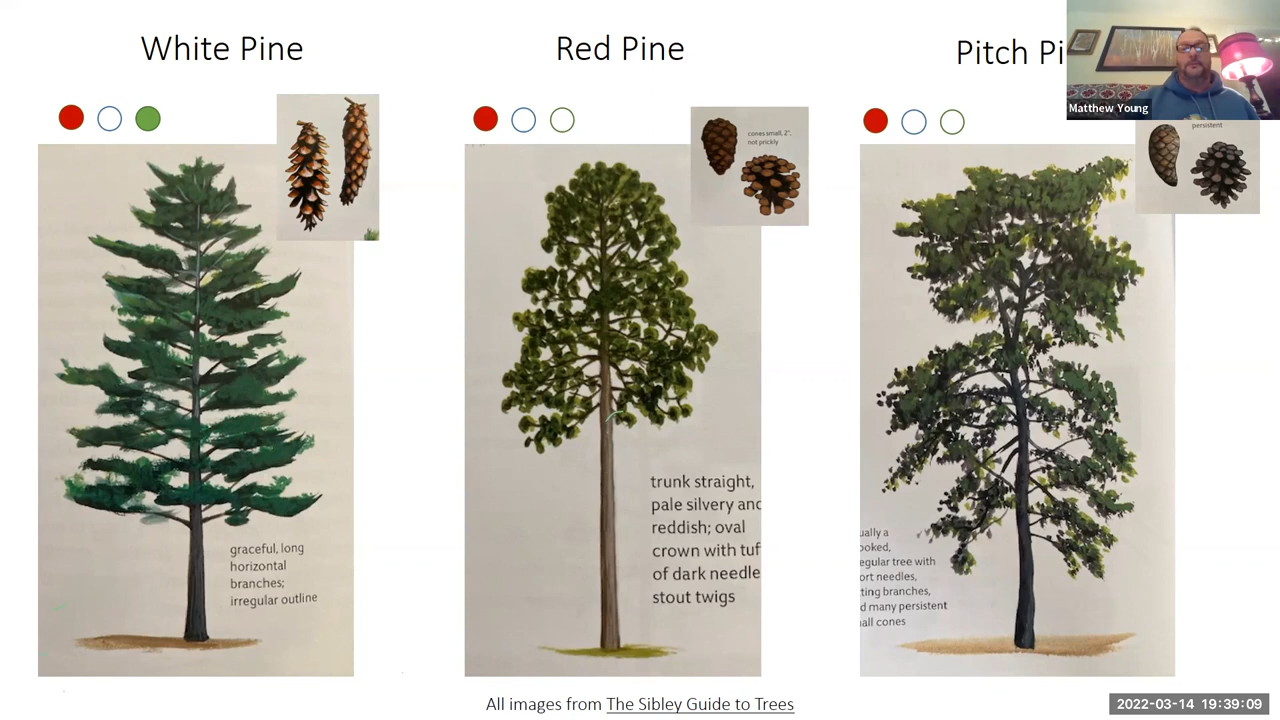 White Pine
Red Pine
Pitch Pi
Matthew Young
cones small, 2",
not prickly
persistent
graceful, long
horizontal
branches;
irregular outline
trunk straight,
pale silvery and
reddish; oval
crown with tuf
of dark needle
stout twigs
ually a
ooked,
egular tree with
ort needles,
ting branches,
d many persistent
all cones
All images from The Sibley Guide to Trees
2022-03-14 19:39:09